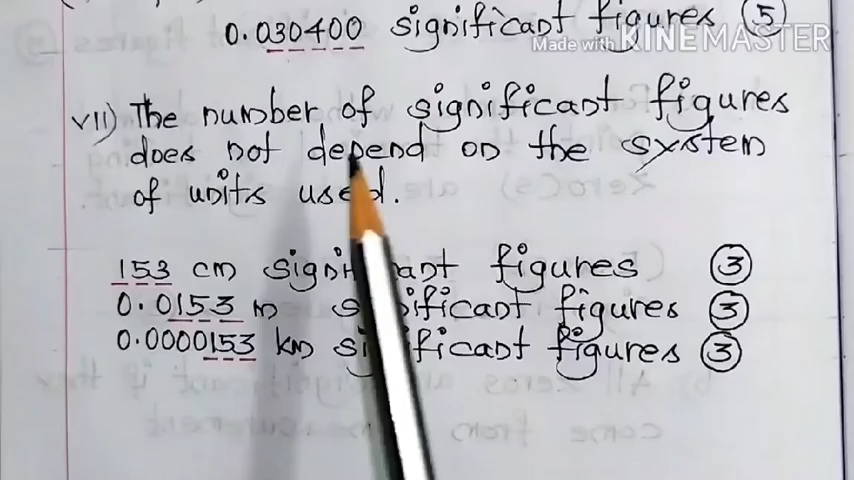 0.030400 significant figures 5
Made with KINEMASTER
VII) The number of significant figures
does not depend on the system
of units used.
153 cm significant figures 3
0.0153 m significant figures 3
0.0000153 km significant figures 3